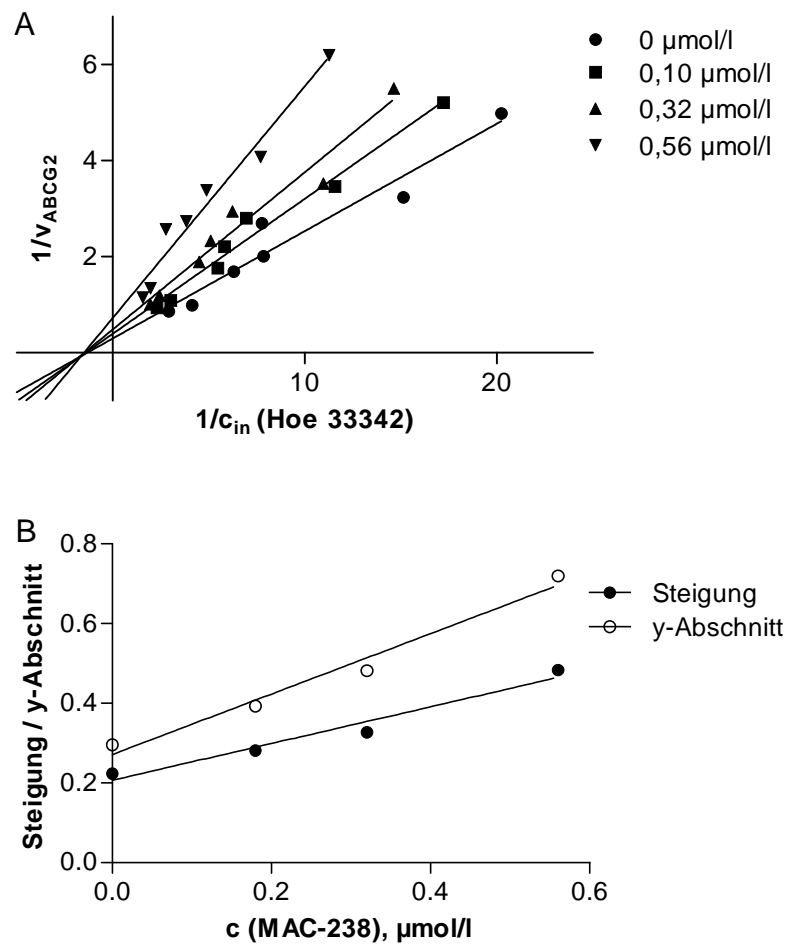 A
0 µmol/l
0,10 µmol/l
0,32 µmol/l
0,56 µmol/l
6
4
2
1/vABCG2
10
20
1/cin (Hoe 33342)
B
0.8
0.6
0.4
0.2
0.0
Steigung / y-Abschnitt
Steigung
y-Abschnitt
0.0
0.2
0.4
0.6
c (MAC-238), µmol/l